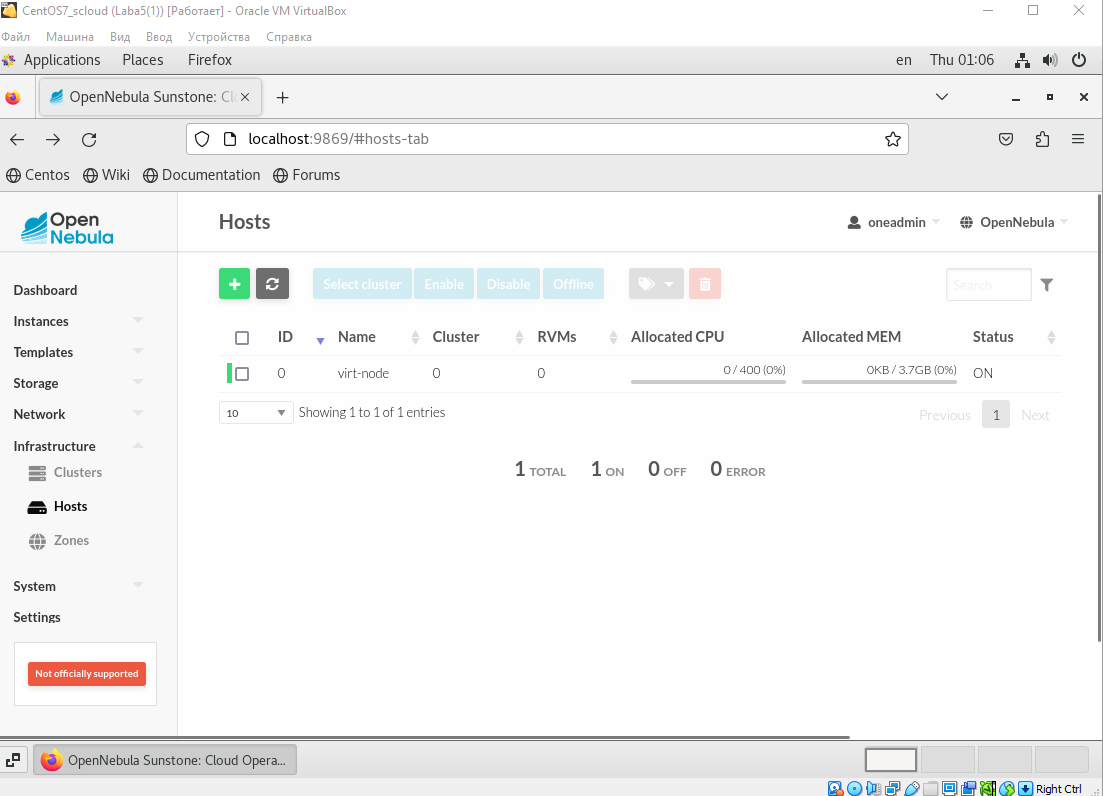 CentOS7_scloud (Laba5(1)) [Работает] - Oracle VM VirtualBox
Файл Машина Вид Ввод Устройства Справка
Applications Places Firefox en Thu 01:06
OpenNebula Sunstone: Cl
localhost:9869/#hosts-tab
Centos Wiki Documentation Forums
Open Nebula
Hosts
oneadmin OpenNebula
Select cluster Enable Disable Offline Search
Dashboard
Instances
Templates
Storage
Network
Infrastructure
Clusters
Hosts
Zones
System
Settings
Not officially supported
ID Name Cluster RVMs Allocated CPU Allocated MEM Status
0 virt-node 0 0 0 / 400 (0%) 0KB / 3.7GB (0%) ON
10 Showing 1 to 1 of 1 entries Previous 1 Next
1 TOTAL 1 ON 0 OFF 0 ERROR
OpenNebula Sunstone: Cloud Opera...
Right Ctrl